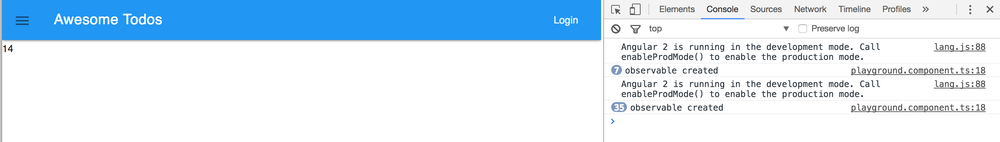 Awesome Todos
Login
14
Elements Console Sources Network Timeline Profiles »
top ▼ Preserve log
Angular 2 is running in the development mode. Call lang.js:88
enableProdMode() to enable the production mode.
7 observable created playground.component.ts:18
Angular 2 is running in the development mode. Call lang.js:88
enableProdMode() to enable the production mode.
35 observable created playground.component.ts:18
>